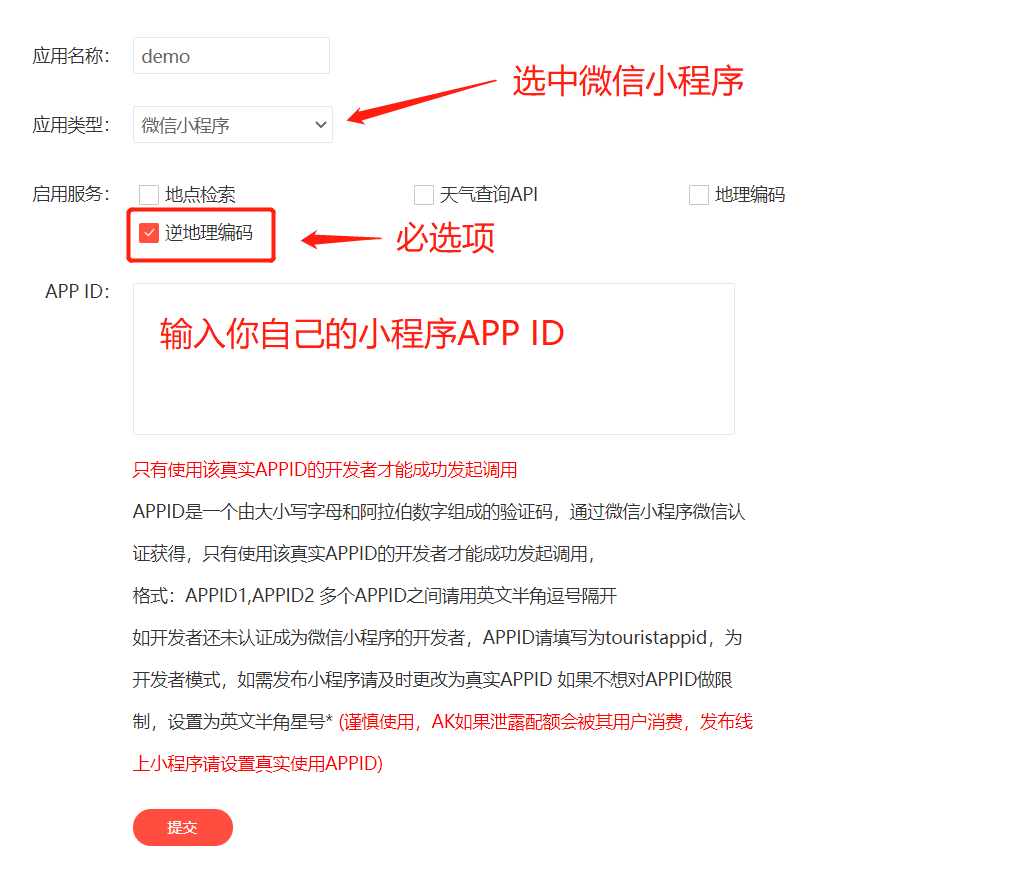 应用名称： demo
选中微信小程序
应用类型： 微信小程序
启用服务： 地点检索 天气查询API 地理编码
逆地理编码 必选项
APP ID：
输入你自己的小程序APP ID
只有使用该真实APPID的开发者才能成功发起调用
APPID是一个由大小写字母和阿拉伯数字组成的验证码，通过微信小程序微信认
证获得，只有使用该真实APPID的开发者才能成功发起调用，
格式：APPID1,APPID2 多个APPID之间请用英文半角逗号隔开
如开发者还未认证成为微信小程序的开发者，APPID请填写为touristappid，为
开发者模式，如需发布小程序请及时更改为真实APPID 如果不想对APPID做限
制，设置为英文半角星号* (谨慎使用，AK如果泄露配额会被其用户消费，发布线
上小程序请设置真实使用APPID)
提交